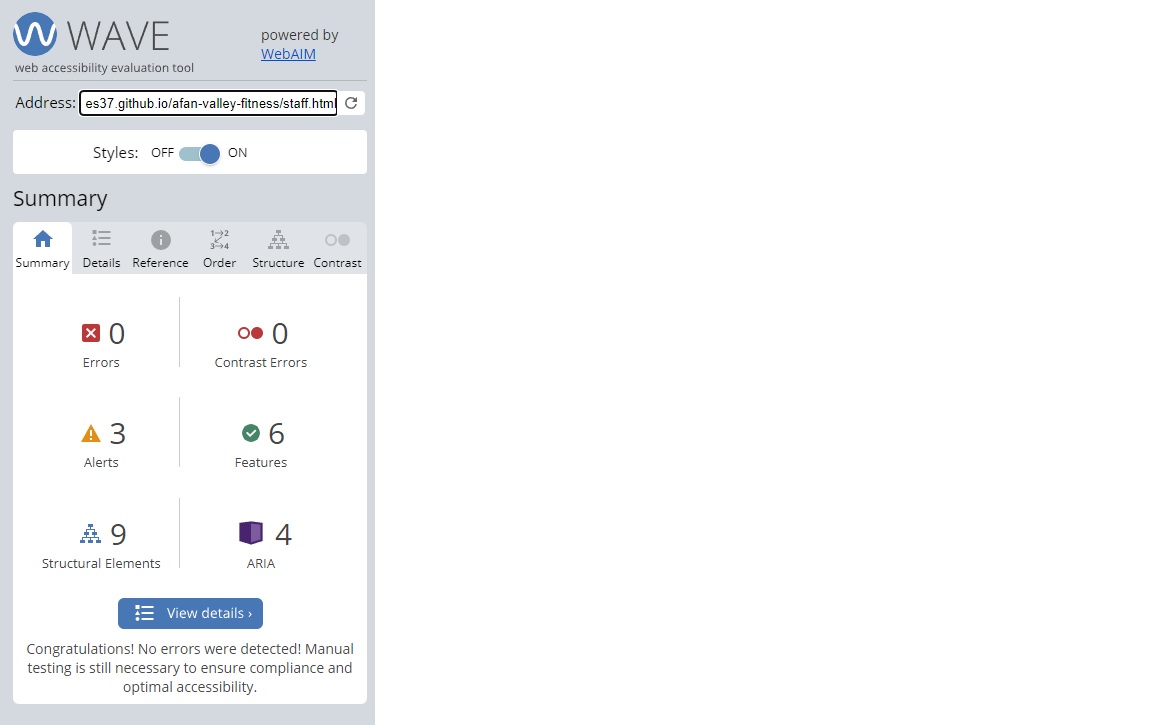 WAVE
web accessibility evaluation tool
powered by
WebAIM
Address: es37.github.io/afan-valley-fitness/staff.html
Styles: OFF ON
Summary
Summary Details Reference Order Structure Contrast
0 Errors
0 Contrast Errors
3 Alerts
6 Features
9 Structural Elements
4 ARIA
View details ›
Congratulations! No errors were detected! Manual
testing is still necessary to ensure compliance and
optimal accessibility.